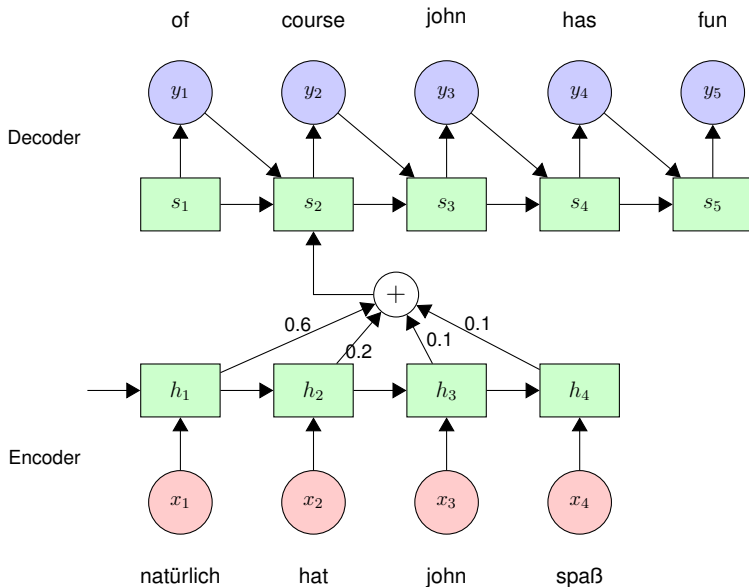 of course john has fun
y₁ y₂ y₃ y₄ y₅
Decoder
s₁ s₂ s₃ s₄ s₅
+
0.6 0.2 0.1 0.1
h₁ h₂ h₃ h₄
Encoder
x₁ x₂ x₃ x₄
natürlich hat john spaß